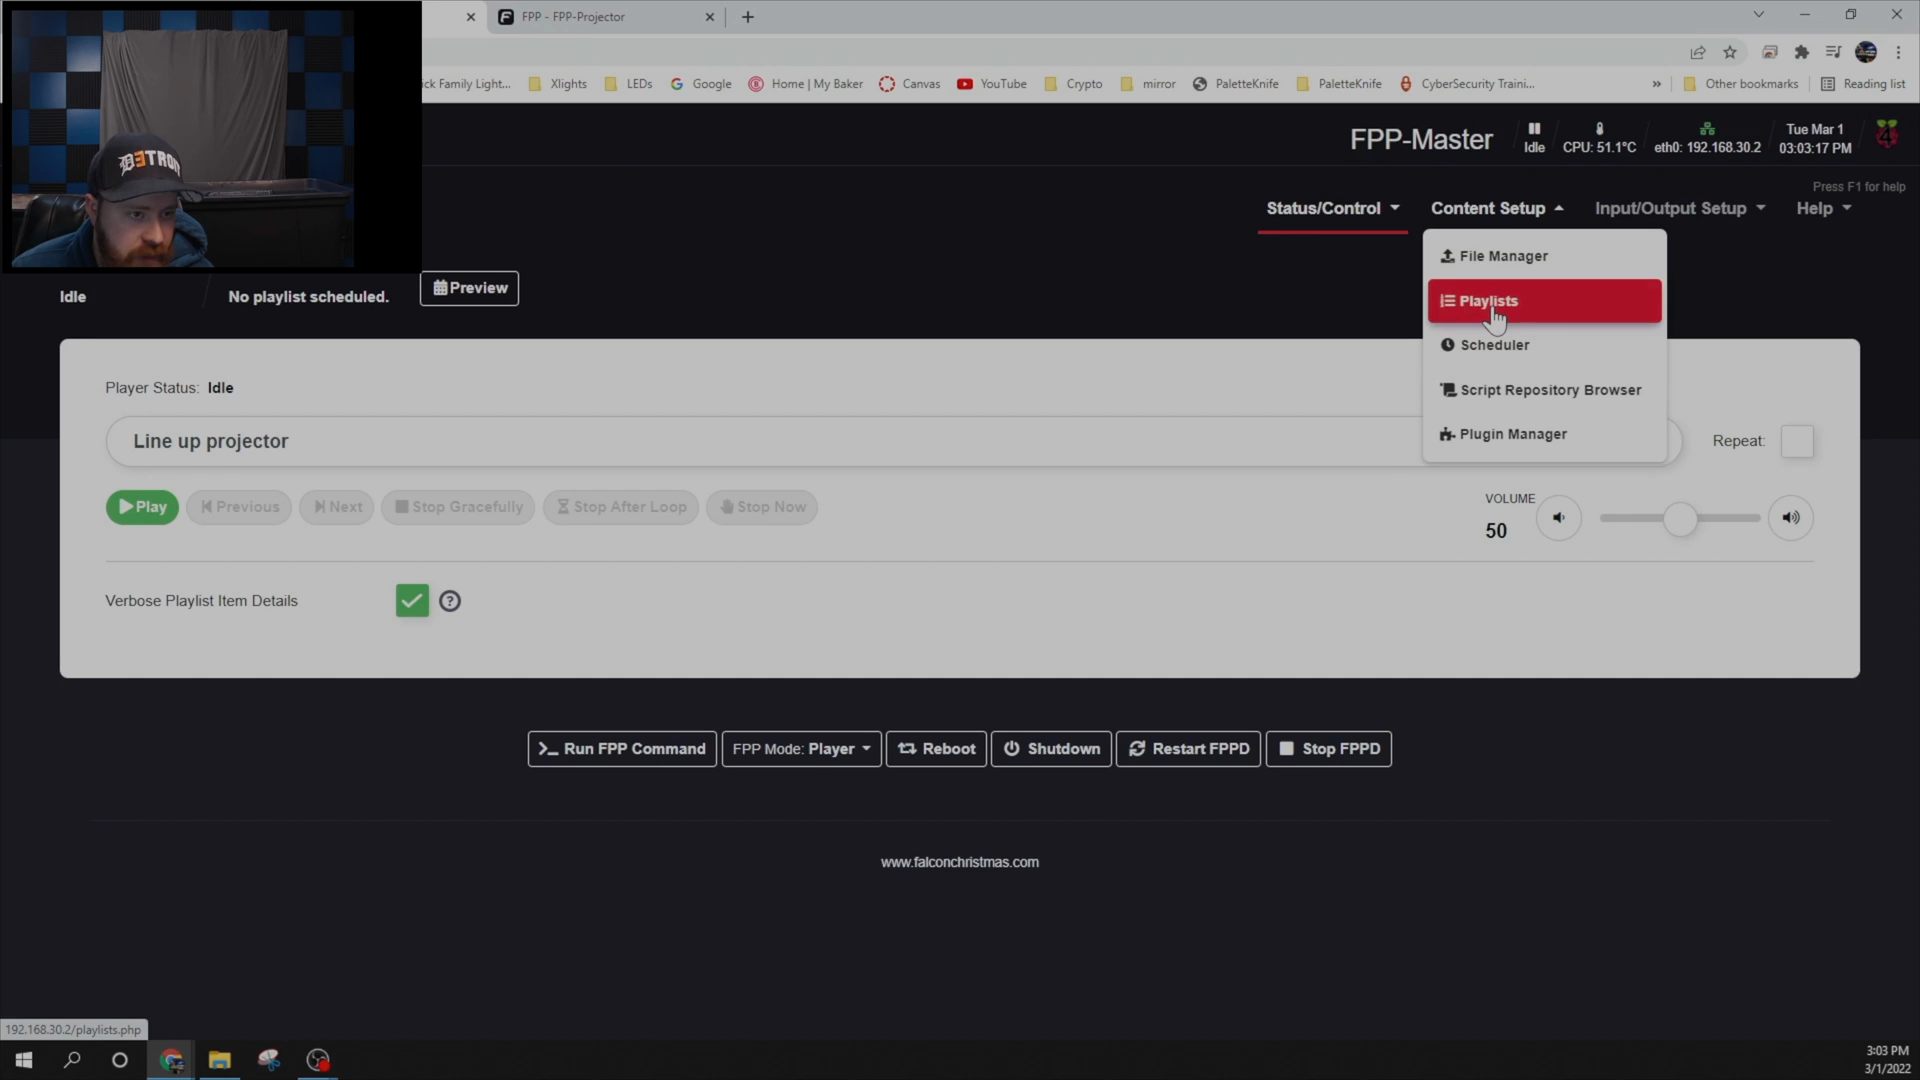 FPP - FPP-Projector
ick Family Light...
Xlights
LEDs
Google
Home | My Baker
Canvas
YouTube
Crypto
mirror
PaletteKnife
PaletteKnife
CyberSecurity Traini...
»
Other bookmarks
Reading list
DETROIT
FPP-Master
Idle
CPU: 51.1°C
eth0: 192.168.30.2
Tue Mar 1
03:03:17 PM
4
Press F1 for help
Status/Control
Content Setup
Input/Output Setup
Help
File Manager
Playlists
Scheduler
Script Repository Browser
Plugin Manager
Idle
No playlist scheduled.
Preview
Player Status: Idle
Line up projector
Repeat:
Play
Previous
Next
Stop Gracefully
Stop After Loop
Stop Now
VOLUME
50
Verbose Playlist Item Details
?
Run FPP Command
FPP Mode: Player
Reboot
Shutdown
Restart FPPD
Stop FPPD
www.falconchristmas.com
192.168.30.2/playlists.php
3:03 PM
3/1/2022